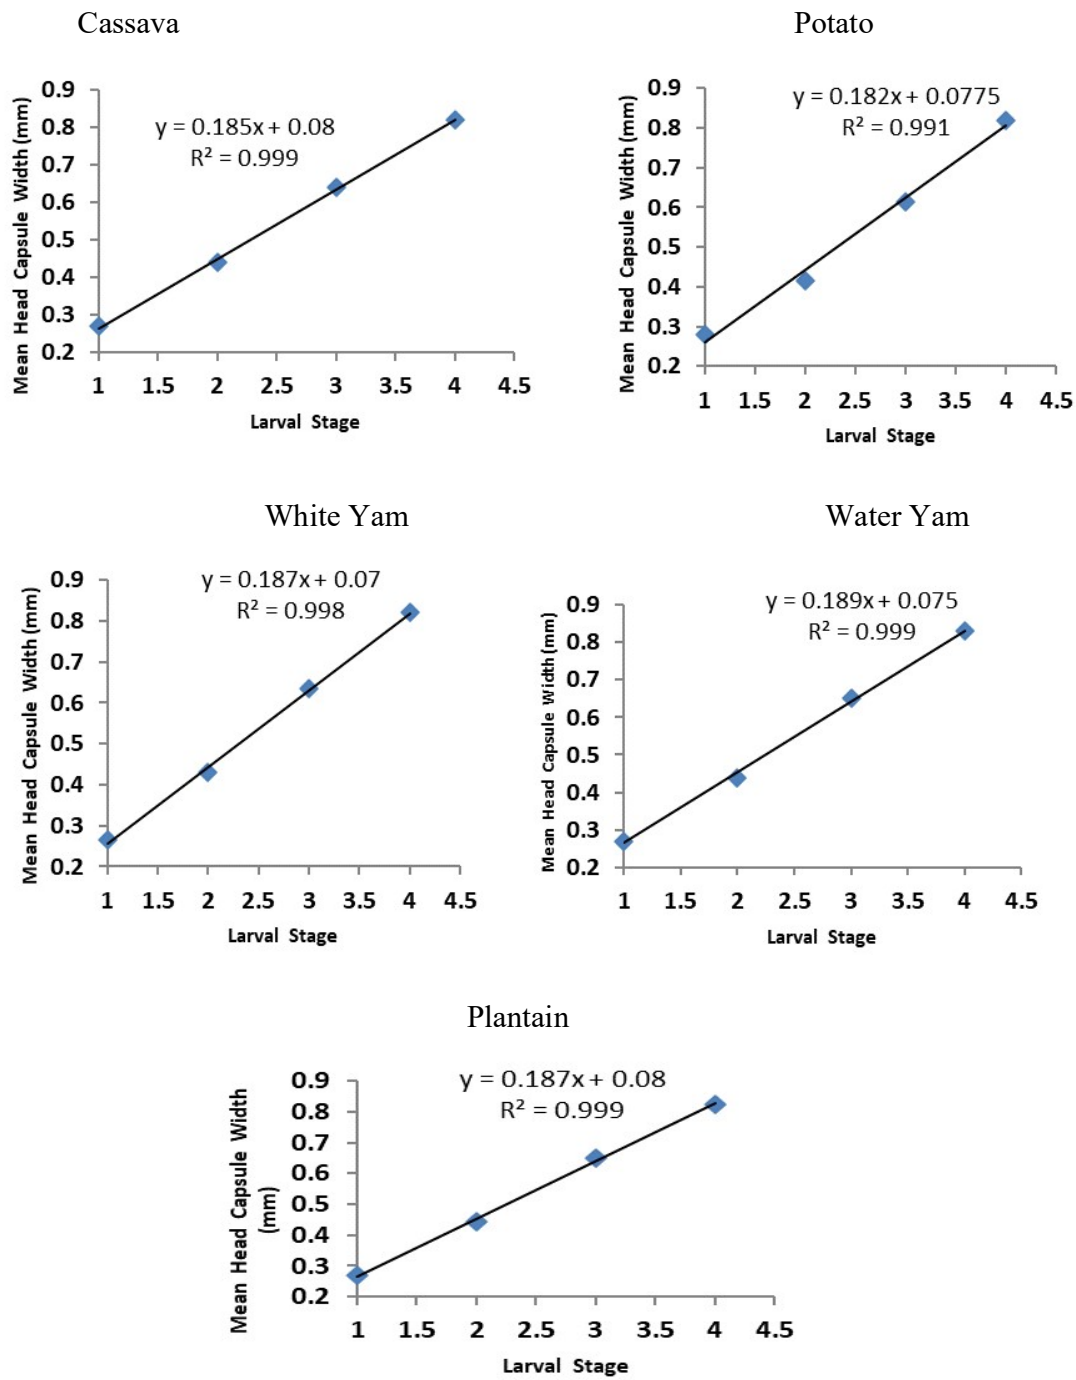 Cassava
Potato
y = 0.185x + 0.08
R² = 0.999
Mean Head Capsule Width (mm)
0.9
0.8
0.7
0.6
0.5
0.4
0.3
0.2
1 1.5 2 2.5 3 3.5 4 4.5
Larval Stage
y = 0.182x + 0.0775
R² = 0.991
Mean Head Capsule Width (mm)
0.9
0.8
0.7
0.6
0.5
0.4
0.3
0.2
1 1.5 2 2.5 3 3.5 4 4.5
Larval Stage
White Yam
Water Yam
y = 0.187x + 0.07
R² = 0.998
Mean Head Capsule Width (mm)
0.9
0.8
0.7
0.6
0.5
0.4
0.3
0.2
1 1.5 2 2.5 3 3.5 4 4.5
Larval Stage
y = 0.189x + 0.075
R² = 0.999
Mean Head Capsule Width (mm)
0.9
0.8
0.7
0.6
0.5
0.4
0.3
0.2
1 1.5 2 2.5 3 3.5 4 4.5
Larval Stage
Plantain
y = 0.187x + 0.08
R² = 0.999
Mean Head Capsule Width
(mm)
0.9
0.8
0.7
0.6
0.5
0.4
0.3
0.2
1 1.5 2 2.5 3 3.5 4 4.5
Larval Stage